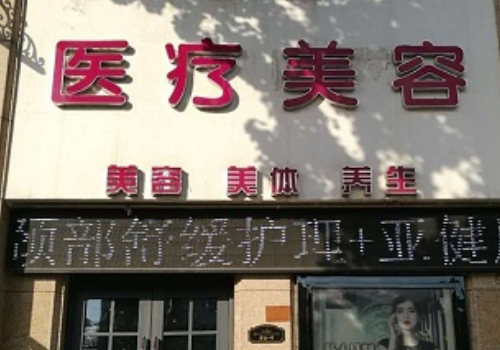 医疗美容
美容 美体 养生
颈部舒缓护理+亚健